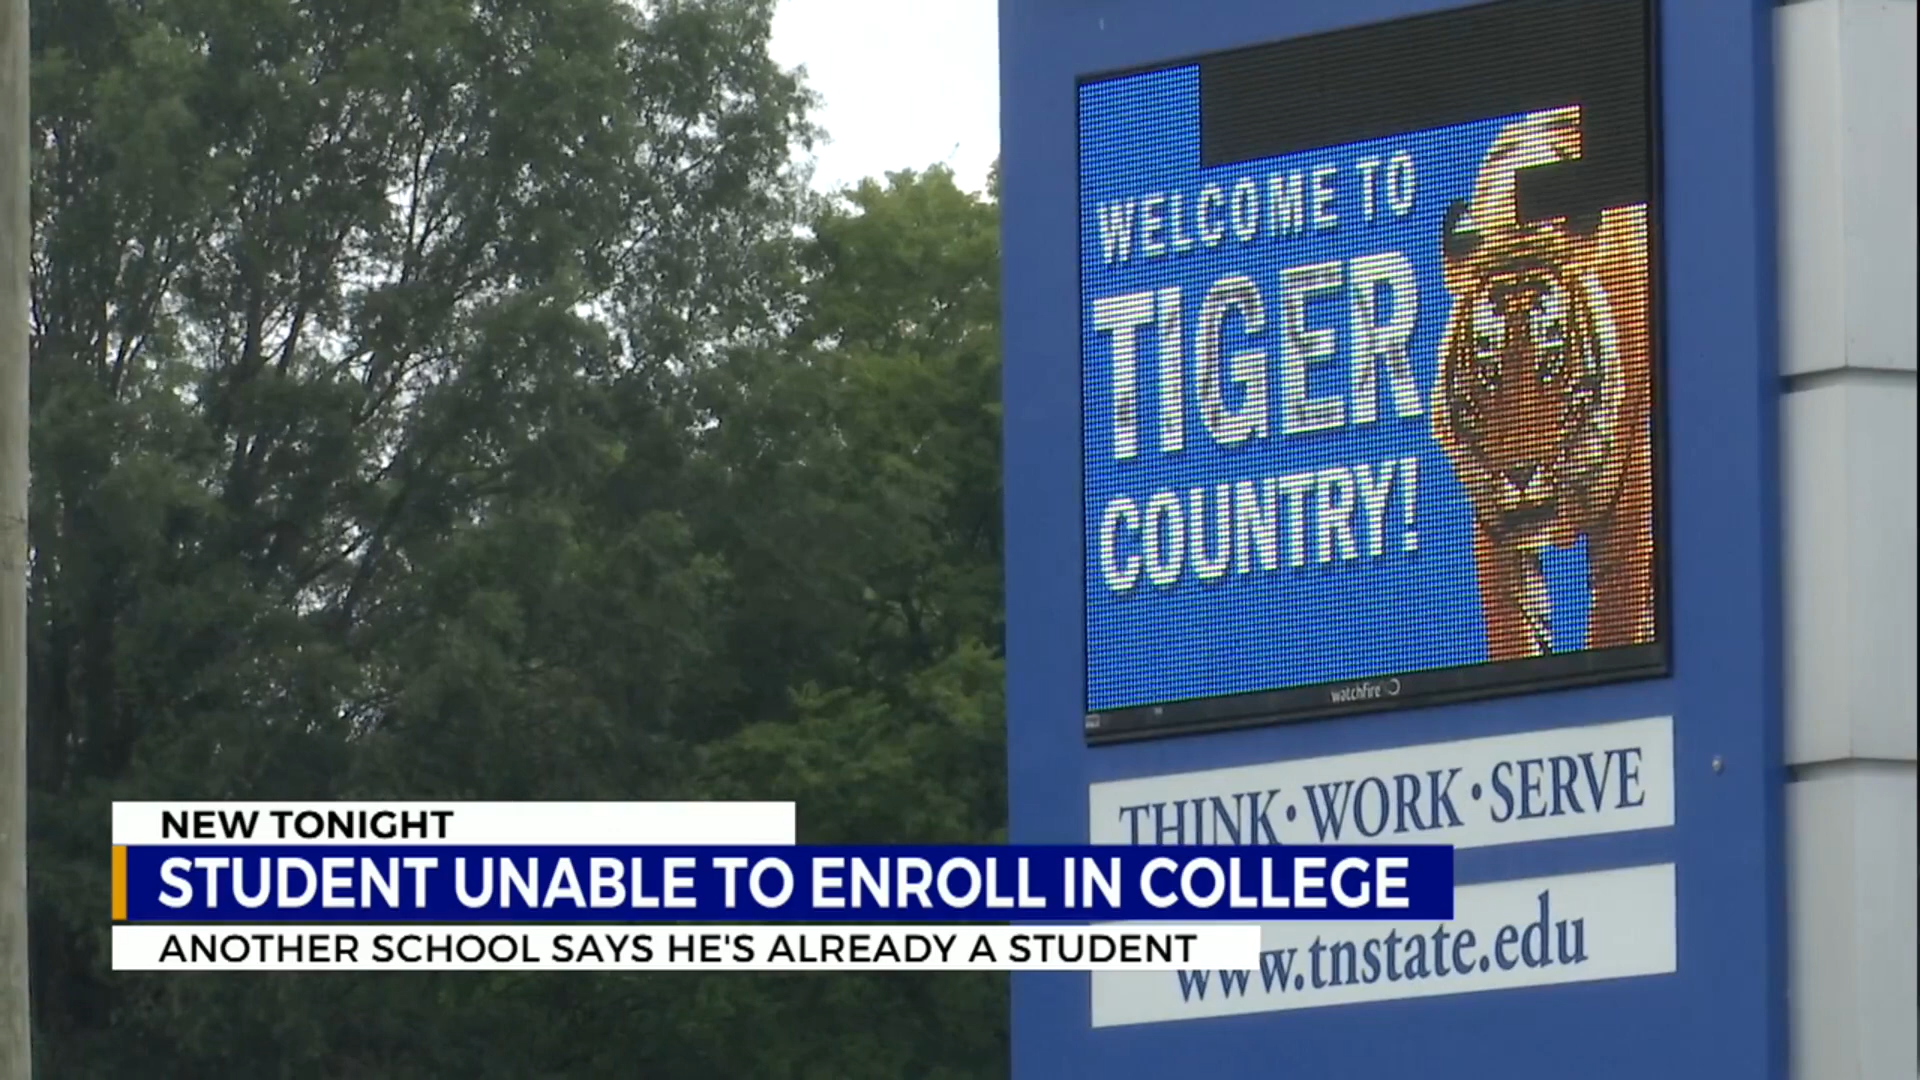 WELCOME TO
TIGER
COUNTRY!
watchfire
THINK·WORK·SERVE
www.tnstate.edu
NEW TONIGHT
STUDENT UNABLE TO ENROLL IN COLLEGE
ANOTHER SCHOOL SAYS HE'S ALREADY A STUDENT